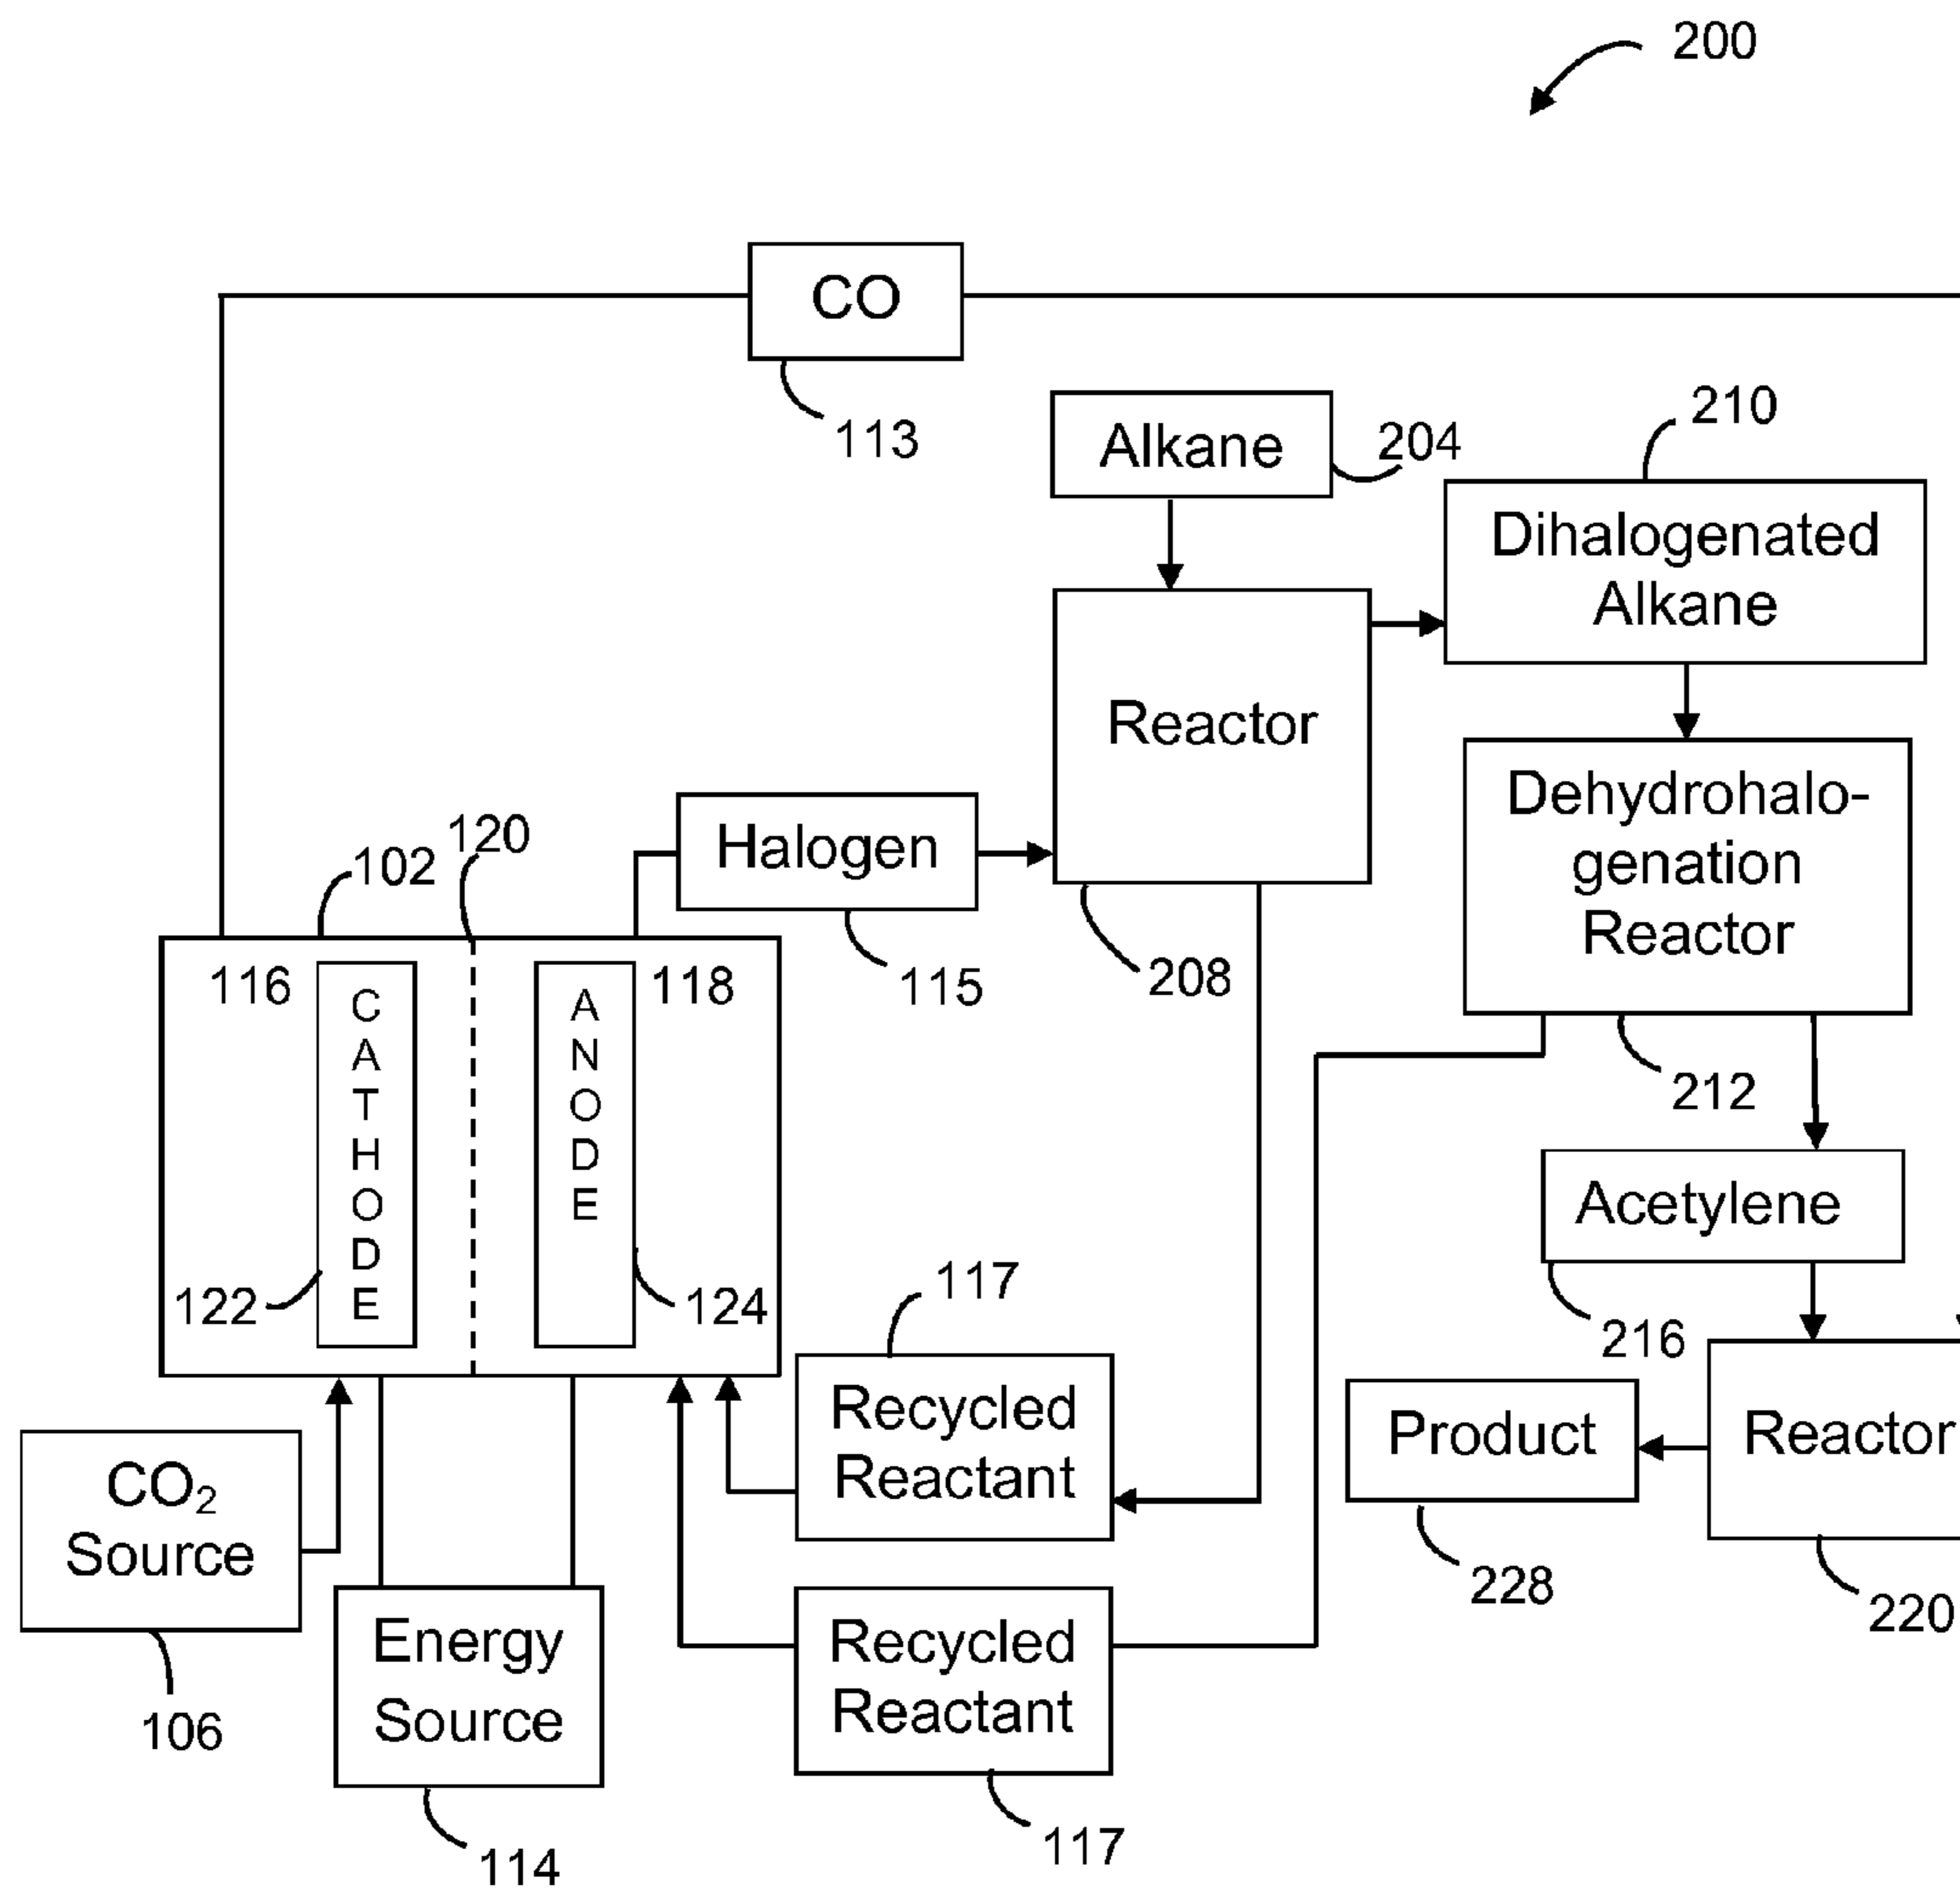 200
CO
113
Alkane
204
210
Dihalogenated
Alkane
Reactor
208
Halogen
115
Dehydrohalo-
genation
Reactor
212
102
120
116
CATHODE
122
ANODE
118
124
Acetylene
216
117
Recycled
Reactant
Product
228
Reactor
220
CO₂
Source
106
Energy
Source
114
Recycled
Reactant
117